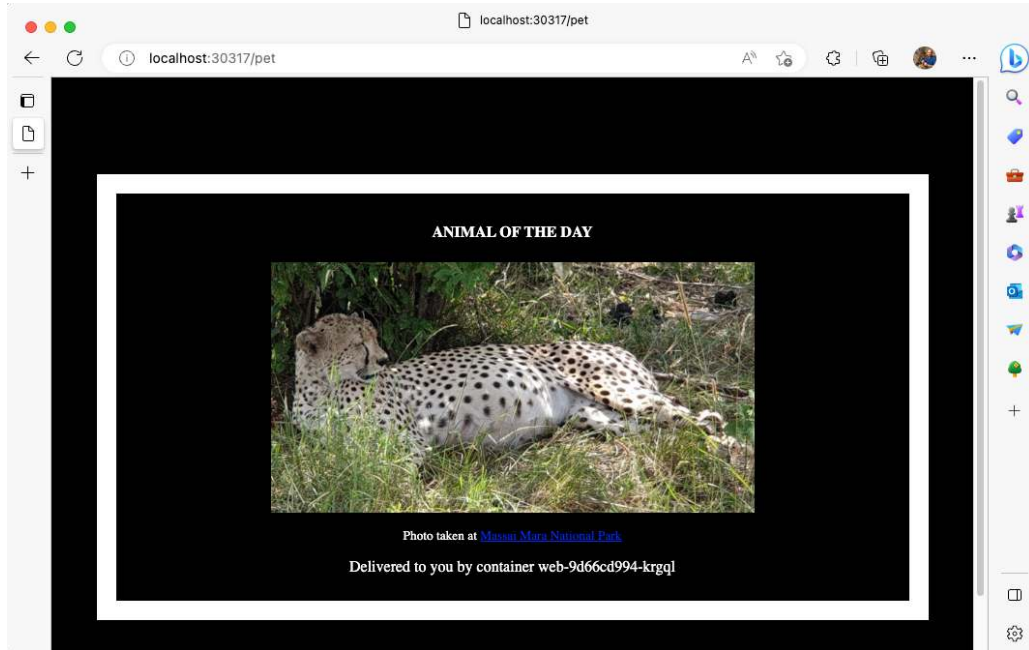 localhost:30317/pet
localhost:30317/pet
ANIMAL OF THE DAY
Photo taken at Massai Mara National Park
Delivered to you by container web-9d66cd994-krgql